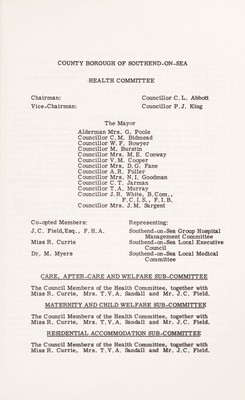 COUNTY BOROUGH OF SOUTHEND-ON-SEA
HEALTH COMMITTEE
Chairman: Councillor C. L. Abbott
Vice-Chairman: Councillor P. J. King
The Mayor
Alderman Mrs. G. Poole
Councillor C. M. Bidmead
Councillor W. F. Bowyer
Councillor M. Burstin
Councillor Mrs. M. E. Conway
Councillor V. M. Cooper
Councillor Mrs. D. G. Fane
Councillor A. R. Fuller
Councillor Mrs. N. I. Goodman
Councillor C. T. Jarman
Councillor T. A. Murray
Councillor J. R. White, B.Com.,
F.C.I.S., F.I.B.
Councillor Mrs. J. M. Sargent
Co-opted Members: Representing:
J. C. Field, Esq., F.H.A. Southend-on-Sea Group Hospital
Management Committee
Miss R. Currie Southend-on-Sea Local Executive
Council
Dr. M. Myers Southend-on-Sea Local Medical
Committee
CARE, AFTER-CARE AND WELFARE SUB-COMMITTEE
The Council Members of the Health Committee, together with
Miss R. Currie, Mrs. T. V. A. Sandall and Mr. J. C. Field.
MATERNITY AND CHILD WELFARE SUB-COMMITTEE
The Council Members of the Health Committee, together with
Miss R. Currie, Mrs. T. V. A. Sandall and Mr. J. C. Field.
RESIDENTIAL ACCOMMODATION SUB-COMMITTEE
The Council Members of the Health Committee, together with
Miss R. Currie, Mrs. T. V. A. Sandall and Mr. J. C. Field.